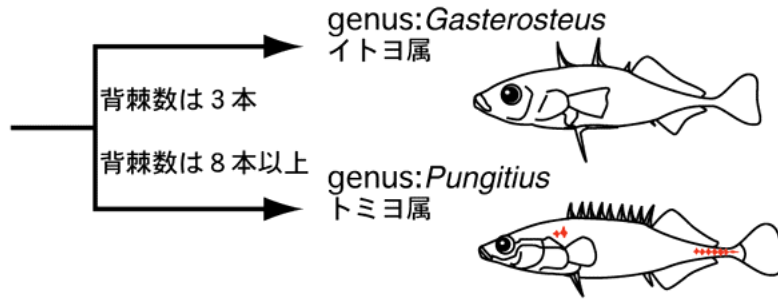 genus:Gasterosteus
イトヨ属
背棘数は 3 本
背棘数は 8 本以上
genus:Pungitius
トミヨ属